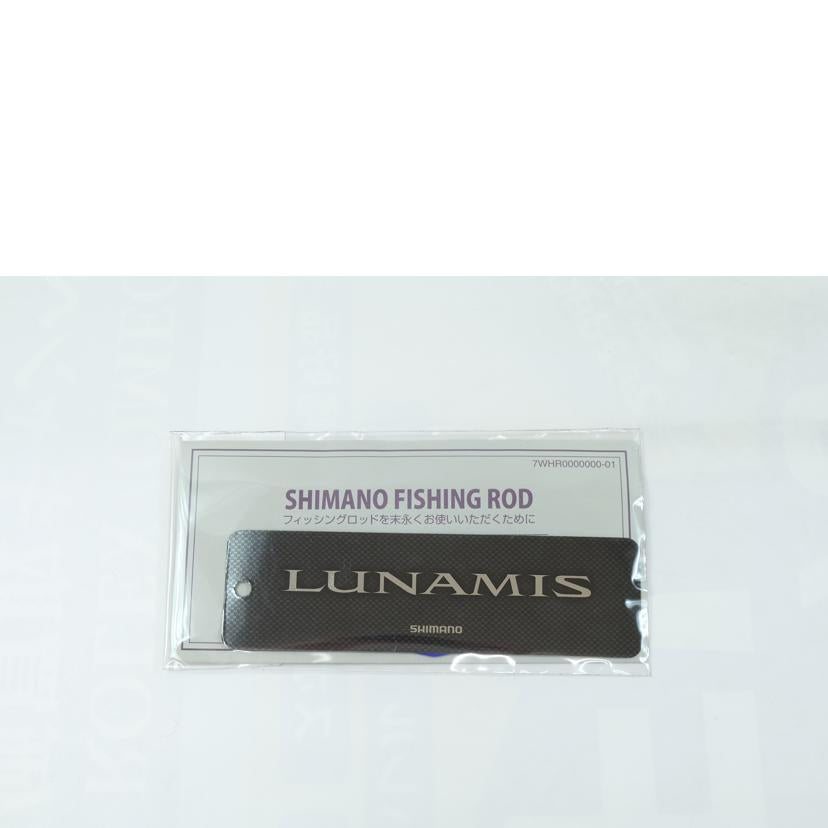 7WHR0000000-01
SHIMANO FISHING ROD
フィッシングロッドを末永くお使いいただくために
LUNAMIS
SHIMANO